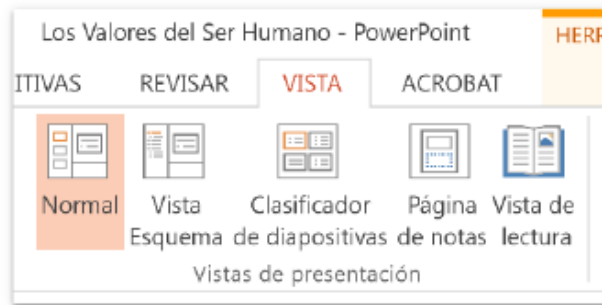 Los Valores del Ser Humano - PowerPoint
ITIVAS REVISAR VISTA ACROBAT
Normal Vista Esquema Clasificador de diapositivas Página de notas Vista de lectura
Vistas de presentación